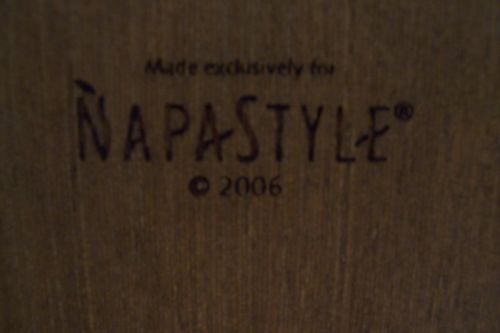 Made exclusively for
NAPASTYLE®
© 2006